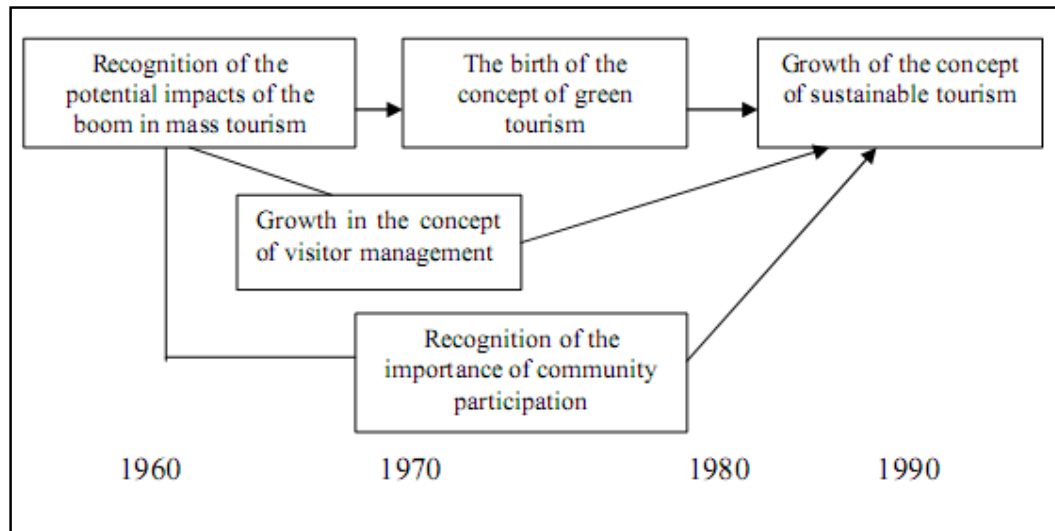 Recognition of the
potential impacts of the
boom in mass tourism
The birth of the
concept of green
tourism
Growth of the concept
of sustainable tourism
Growth in the concept
of visitor management
Recognition of the
importance of community
participation
1960
1970
1980
1990